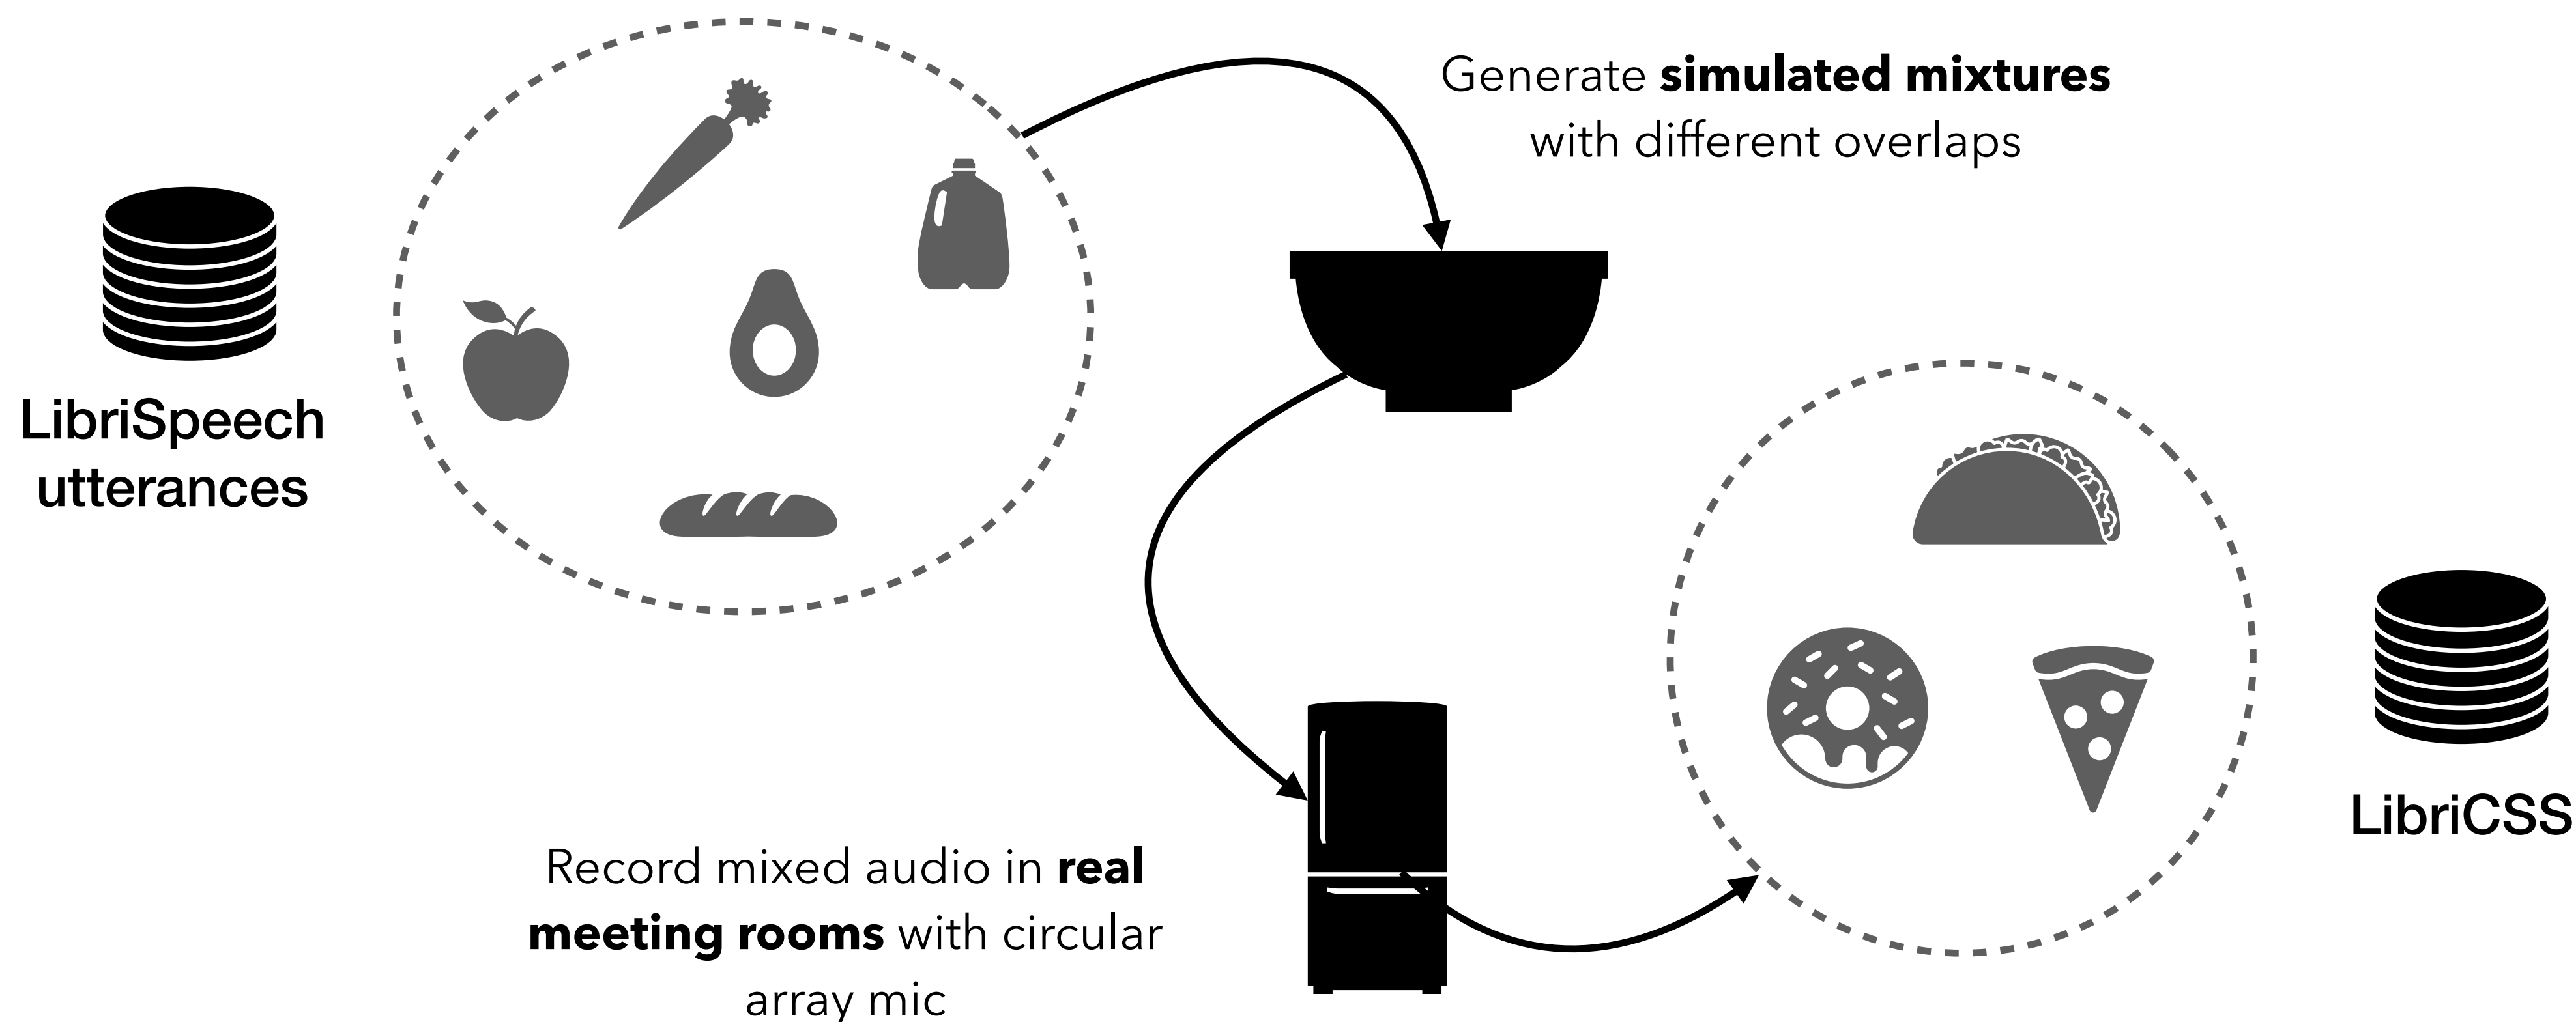 Generate simulated mixtures
with different overlaps
LibriSpeech
utterances
Record mixed audio in real
meeting rooms with circular
array mic
LibriCSS